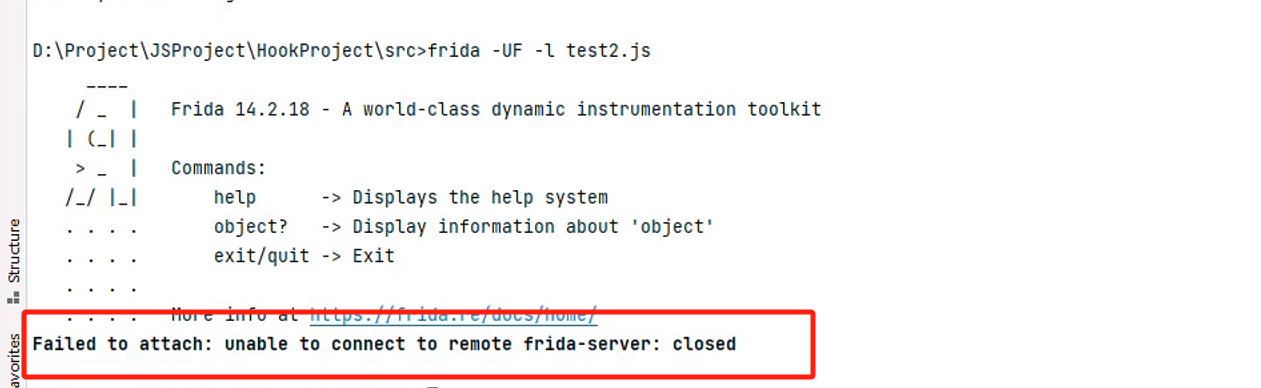 D:\Project\JSProject\HookProject\src>frida -UF -l test2.js
     ____
    / _  |   Frida 14.2.18 - A world-class dynamic instrumentation toolkit
   | (_| |
    > _  |   Commands:
   /_/ |_|       help      -> Displays the help system
   . . . .       object?   -> Display information about 'object'
   . . . .       exit/quit -> Exit
   . . . .
   . . . .   More info at https://frida.re/docs/home/
Failed to attach: unable to connect to remote frida-server: closed
Structure
avorites